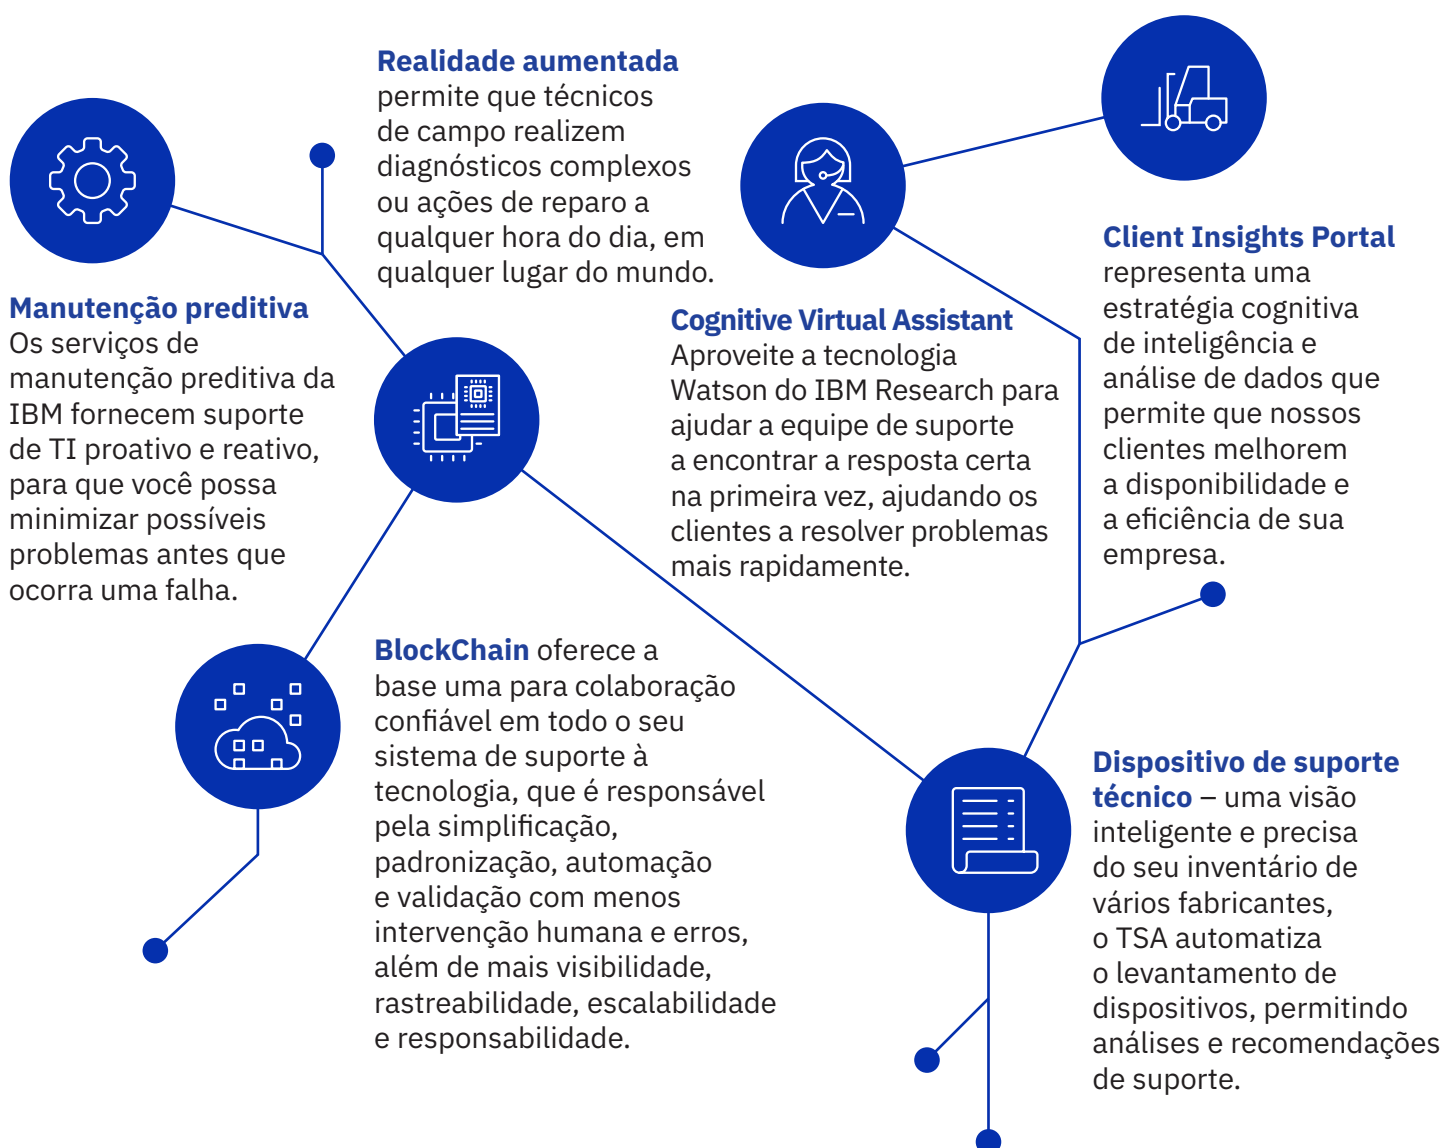 Realidade aumentada
permite que técnicos
de campo realizem
diagnósticos complexos
ou ações de reparo a
qualquer hora do dia, em
qualquer lugar do mundo.
Manutenção preditiva
Os serviços de
manutenção preditiva da
IBM fornecem suporte
de TI proativo e reativo,
para que você possa
minimizar possíveis
problemas antes que
ocorra uma falha.
Cognitive Virtual Assistant
Aproveite a tecnologia
Watson do IBM Research para
ajudar a equipe de suporte
a encontrar a resposta certa
na primeira vez, ajudando os
clientes a resolver problemas
mais rapidamente.
Client Insights Portal
representa uma
estratégia cognitiva
de inteligência e
análise de dados que
permite que nossos
clientes melhorem
a disponibilidade e
a eficiência de sua
empresa.
BlockChain oferece a
base uma para colaboração
confiável em todo o seu
sistema de suporte à
tecnologia, que é responsável
pela simplificação,
padronização, automação
e validação com menos
intervenção humana e erros,
além de mais visibilidade,
rastreabilidade, escalabilidade
e responsabilidade.
Dispositivo de suporte
técnico – uma visão
inteligente e precisa
do seu inventário de
vários fabricantes,
o TSA automatiza
o levantamento de
dispositivos, permitindo
análises e recomendações
de suporte.